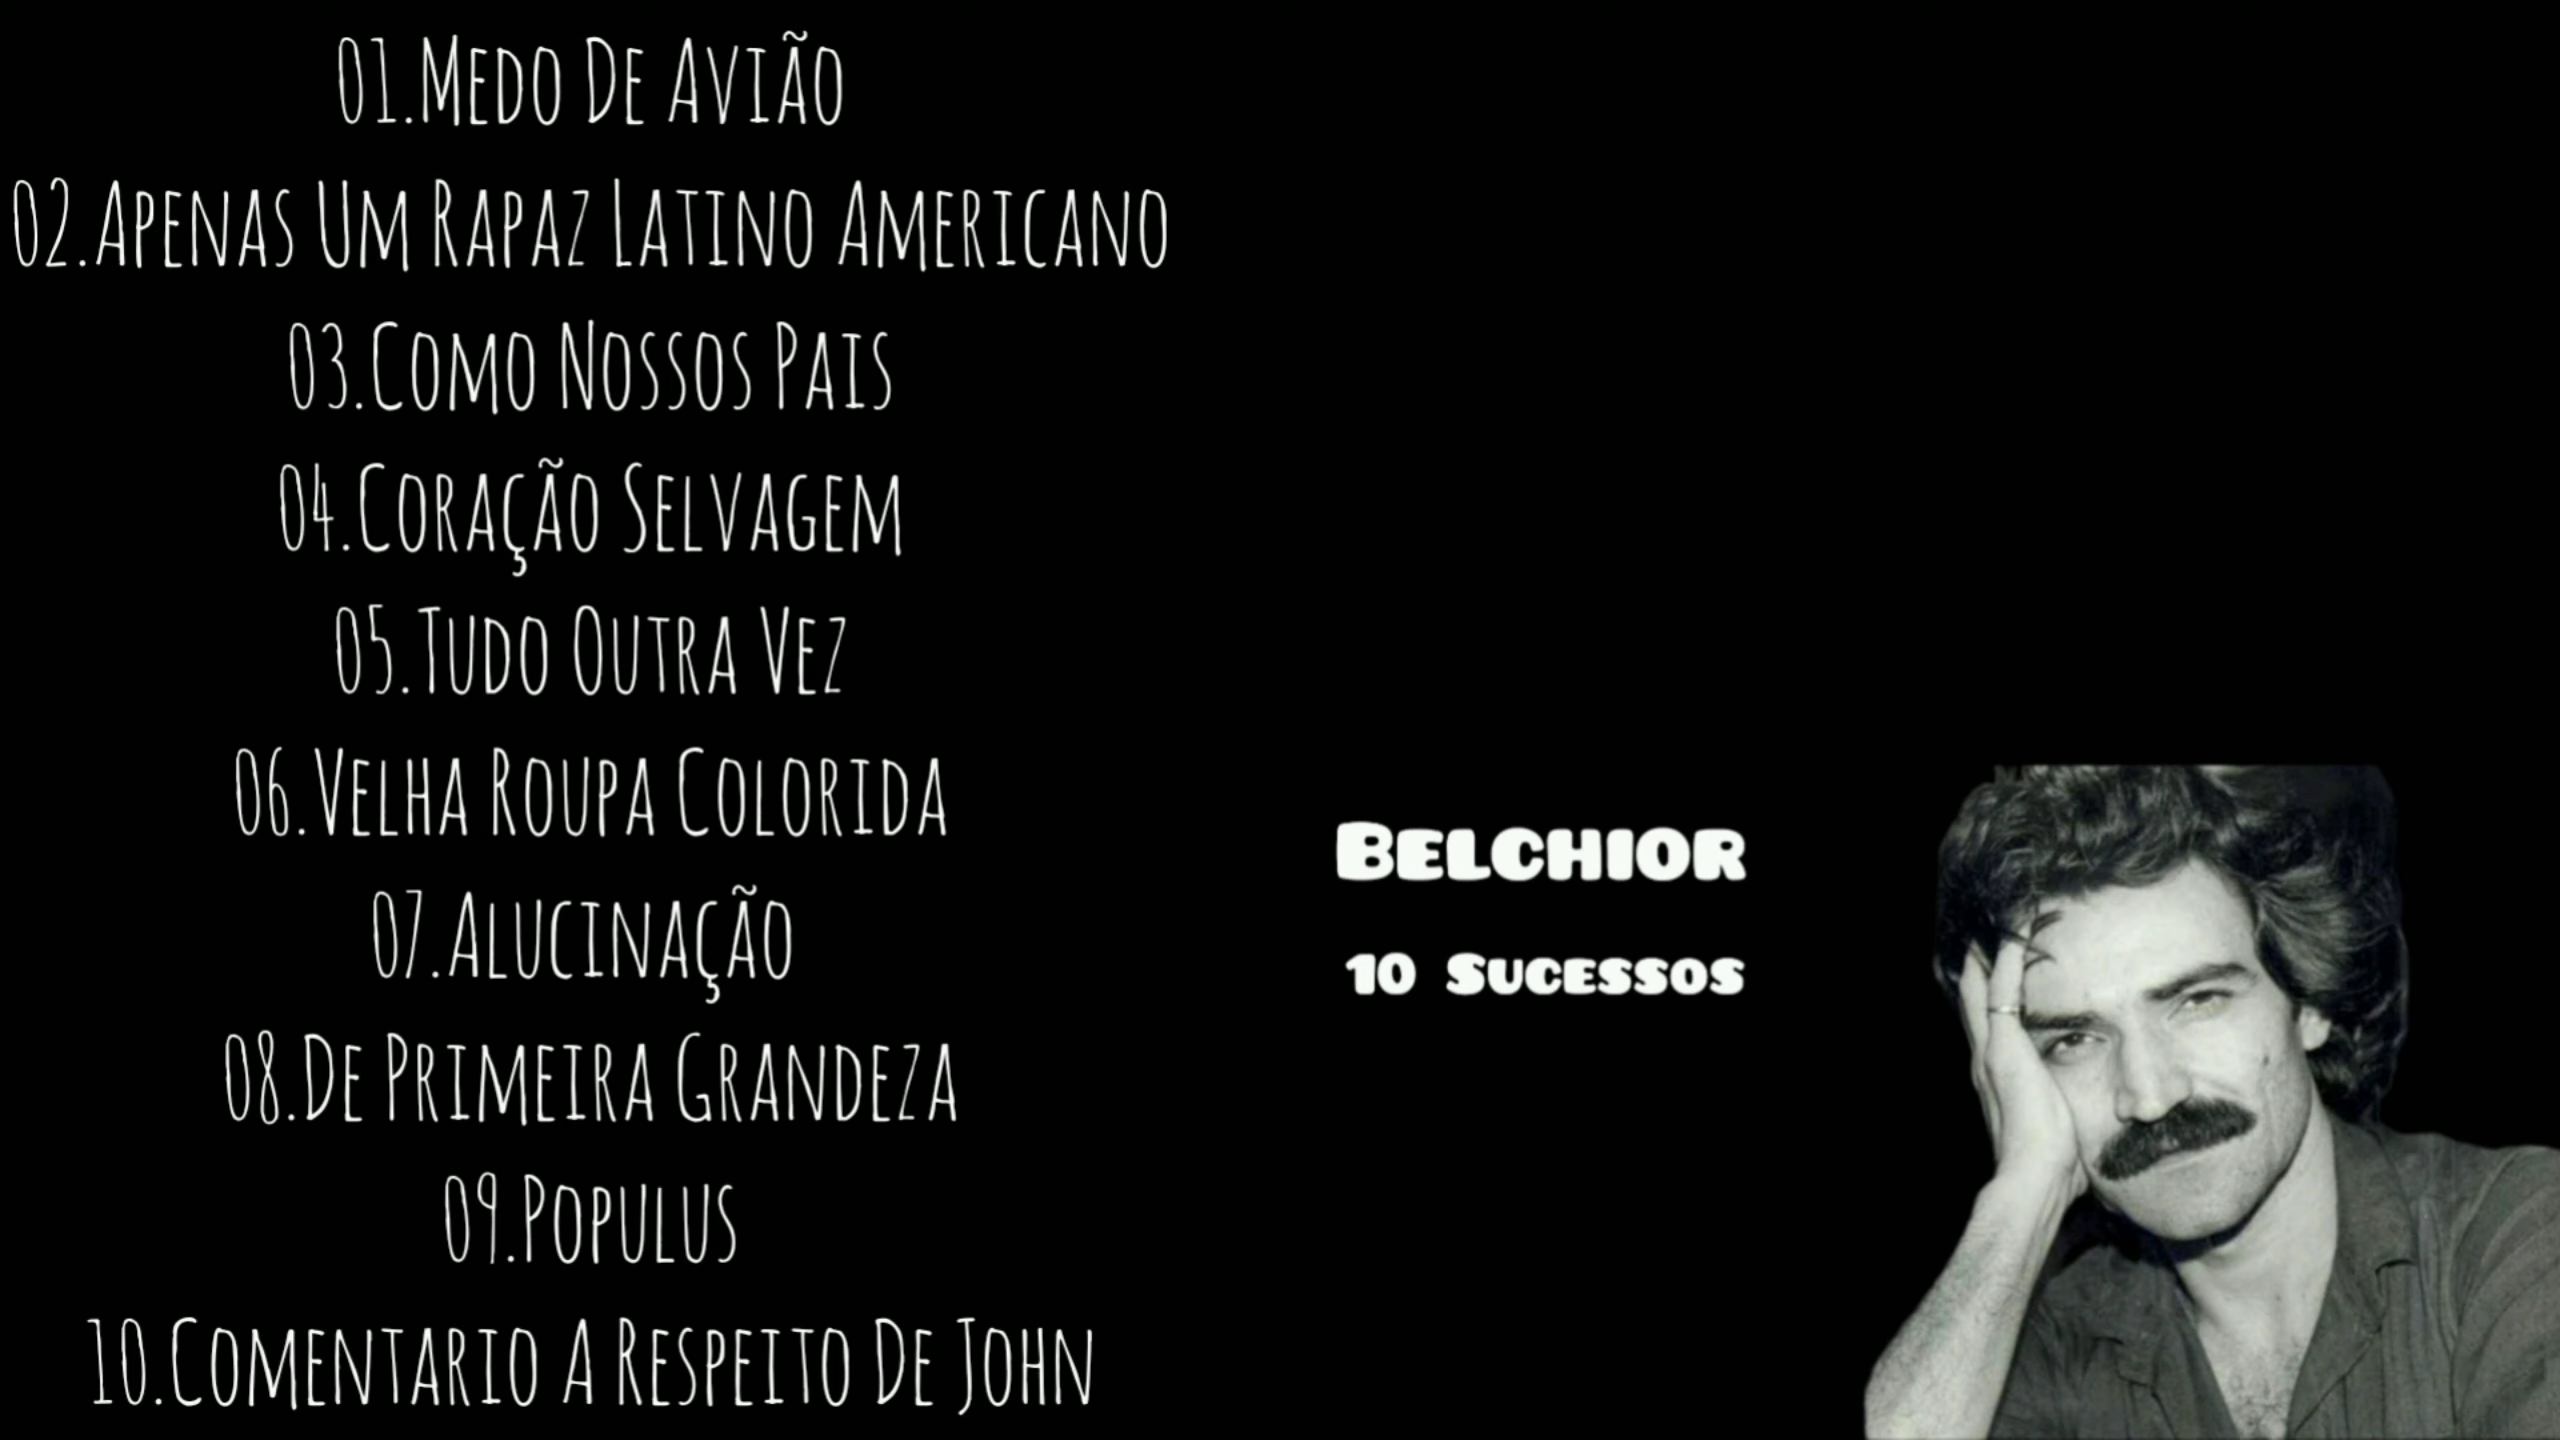 01.Medo De Avião
02.Apenas Um Rapaz Latino Americano
03.Como Nossos Pais
04.Coração Selvagem
05.Tudo Outra Vez
06.Velha Roupa Colorida
07.Alucinação
08.De Primeira Grandeza
09.Populus
10.Comentario A Respeito De John
Belchior
10 Sucessos